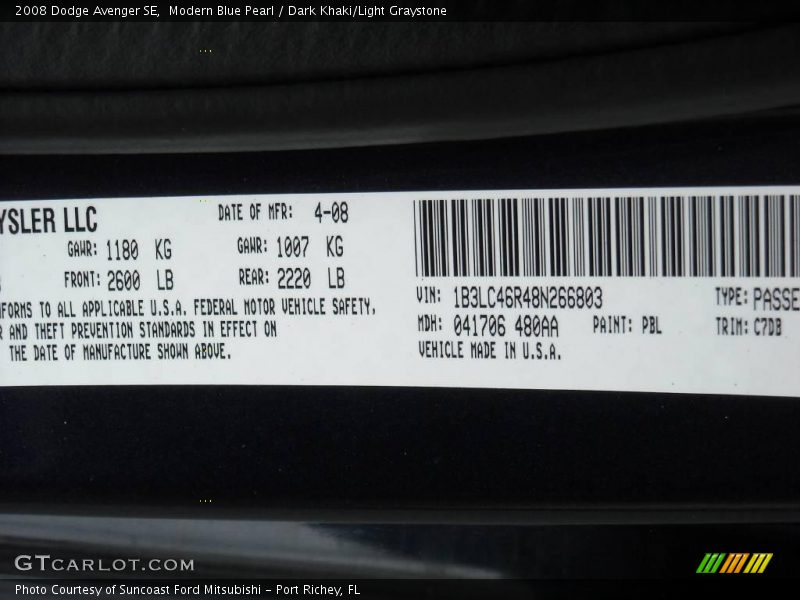 2008 Dodge Avenger SE,  Modern Blue Pearl / Dark Khaki/Light Graystone
YSLER LLC
DATE OF MFR: 4-08
GAWR: 1180 KG
GAWR: 1007 KG
FRONT: 2600 LB
REAR: 2220 LB
NFORMS TO ALL APPLICABLE U.S.A. FEDERAL MOTOR VEHICLE SAFETY,
R AND THEFT PREVENTION STANDARDS IN EFFECT ON
THE DATE OF MANUFACTURE SHOWN ABOVE.
VIN: 1B3LC46R48N266803
TYPE: PASSE
MDH: 041706 480AA
PAINT: PBL
TRIM: C7DB
VEHICLE MADE IN U.S.A.
GTCARLOT.COM
Photo Courtesy of Suncoast Ford Mitsubishi - Port Richey, FL